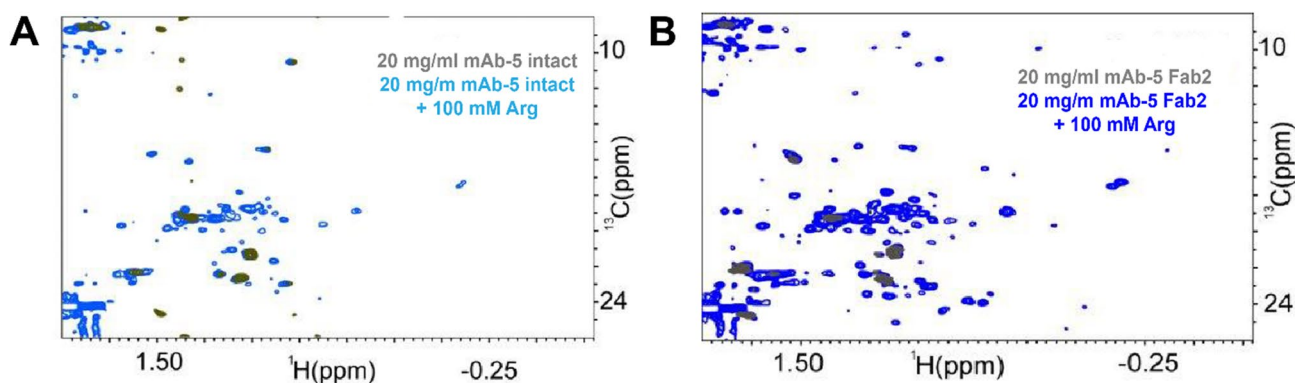 A
20 mg/ml mAb-5 intact
20 mg/m mAb-5 intact
+ 100 mM Arg
10
24
¹³C(ppm)
1.50
¹H(ppm)
-0.25
B
20 mg/ml mAb-5 Fab2
20 mg/m mAb-5 Fab2
+ 100 mM Arg
10
24
¹³C(ppm)
1.50
¹H(ppm)
-0.25